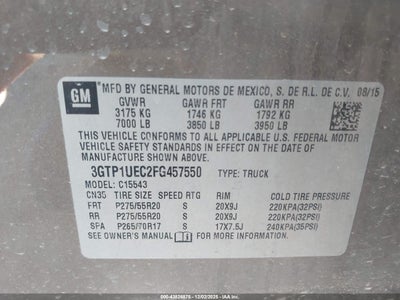 GM
MFD BY GENERAL MOTORS DE MEXICO, S. DE R.L. DE C.V. 08/15
GVWR GAWR FRT GAWR RR
3175 KG 1746 KG 1792 KG
7000 LB 3850 LB 3950 LB
THIS VEHICLE CONFORMS TO ALL APPLICABLE U.S. FEDERAL MOTOR
VEHICLE SAFETY STANDARDS IN EFFECT ON THE DATE OF
MANUFACTURE SHOWN ABOVE.
3GTP1UEC2FG457550 TYPE: TRUCK
C15543
CN35 TIRE SIZE SPEED RTG RIM COLD TIRE PRESSURE
FRT P275/55R20 S 20X9J 220KPA(32PSI)
RR P275/55R20 S 20X9J 220KPA(32PSI)
SPA P265/70R17 S 17X7.5J 240KPA(35PSI)
SEE OWNER'S MANUAL FOR MORE INFORMATION.